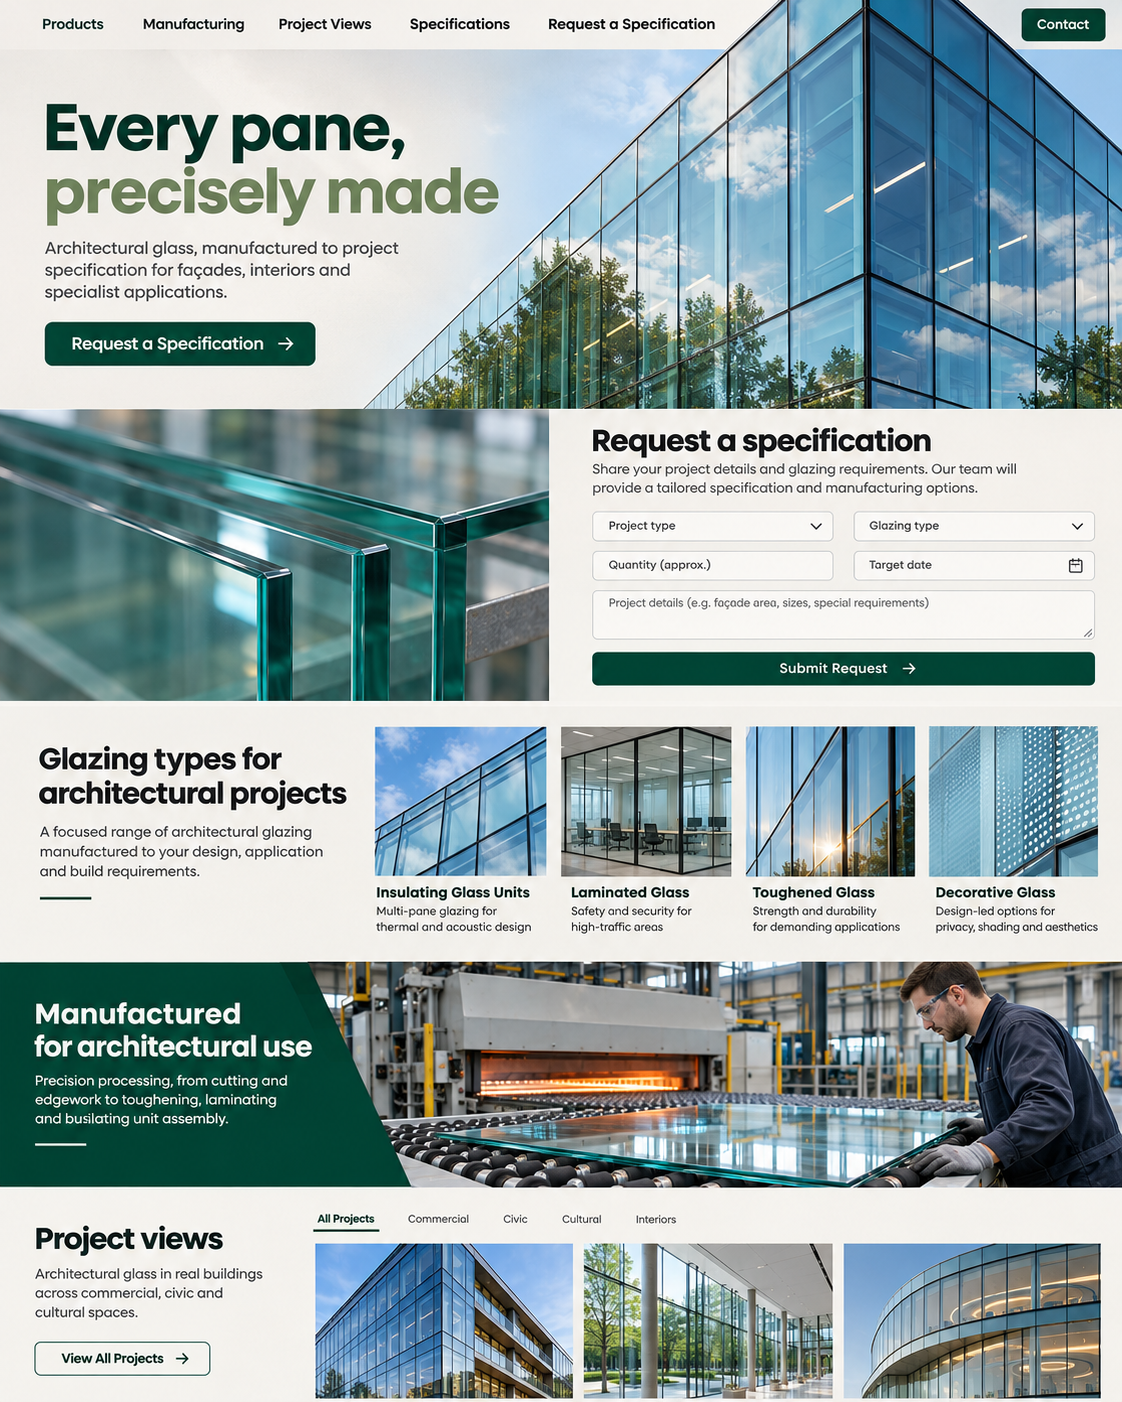 Products
Manufacturing
Project Views
Specifications
Request a Specification
Contact
Every pane,
precisely made
Architectural glass, manufactured to project
specification for façades, interiors and
specialist applications.
Request a Specification
Request a specification
Share your project details and glazing requirements. Our team will
provide a tailored specification and manufacturing options.
Project type
Glazing type
Quantity (approx.)
Target date
Project details (e.g. façade area, sizes, special requirements)
Submit Request
Glazing types for
architectural projects
A focused range of architectural glazing
manufactured to your design, application
and build requirements.
Insulating Glass Units
Multi-pane glazing for
thermal and acoustic design
Laminated Glass
Safety and security for
high-traffic areas
Toughened Glass
Strength and durability
for demanding applications
Decorative Glass
Design-led options for
privacy, shading and aesthetics
Manufactured
for architectural use
Precision processing, from cutting and
edgework to toughening, laminating
and busilating unit assembly.
Project views
Architectural glass in real buildings
across commercial, civic and
cultural spaces.
View All Projects
All Projects
Commercial
Civic
Cultural
Interiors